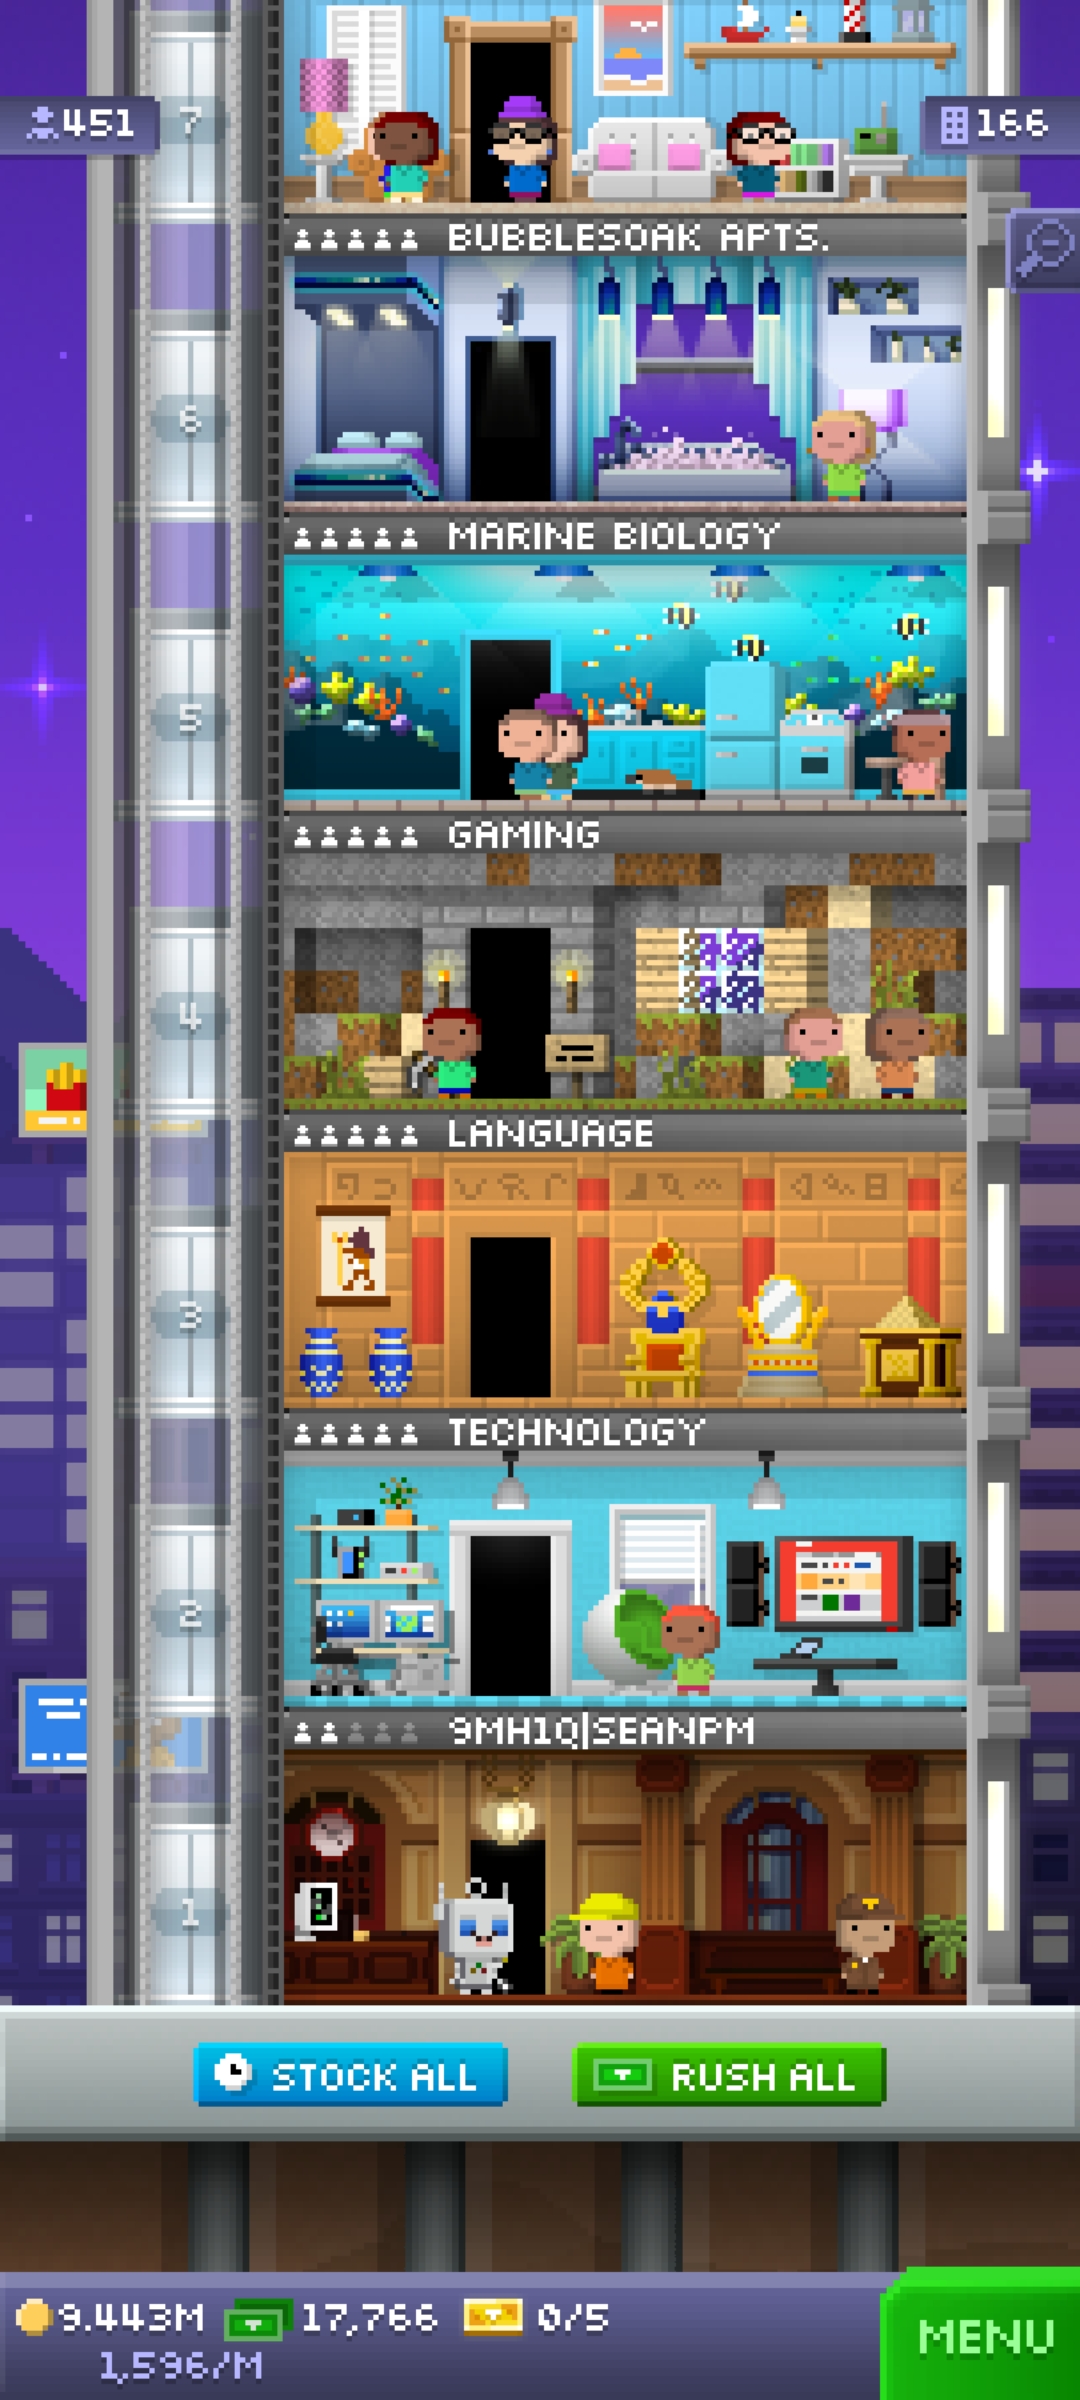 451
7
166
BUBBLESOAK APTS.
6
MARINE BIOLOGY
5
GAMING
4
LANGUAGE
3
TECHNOLOGY
2
9MH1Q|SEANPM
1
STOCK ALL
RUSH ALL
9.443M
17,766
0/5
1,596/M
MENU